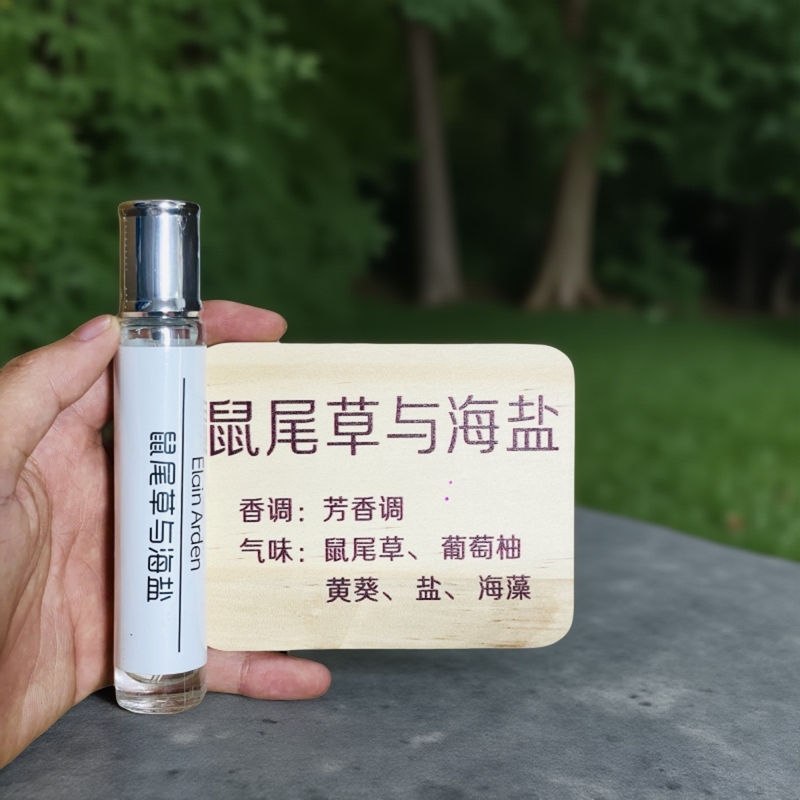 Elain Arden
鼠尾草与海盐
鼠尾草与海盐
香调：芳香调
气味：鼠尾草、葡萄柚
黄葵、盐、海藻